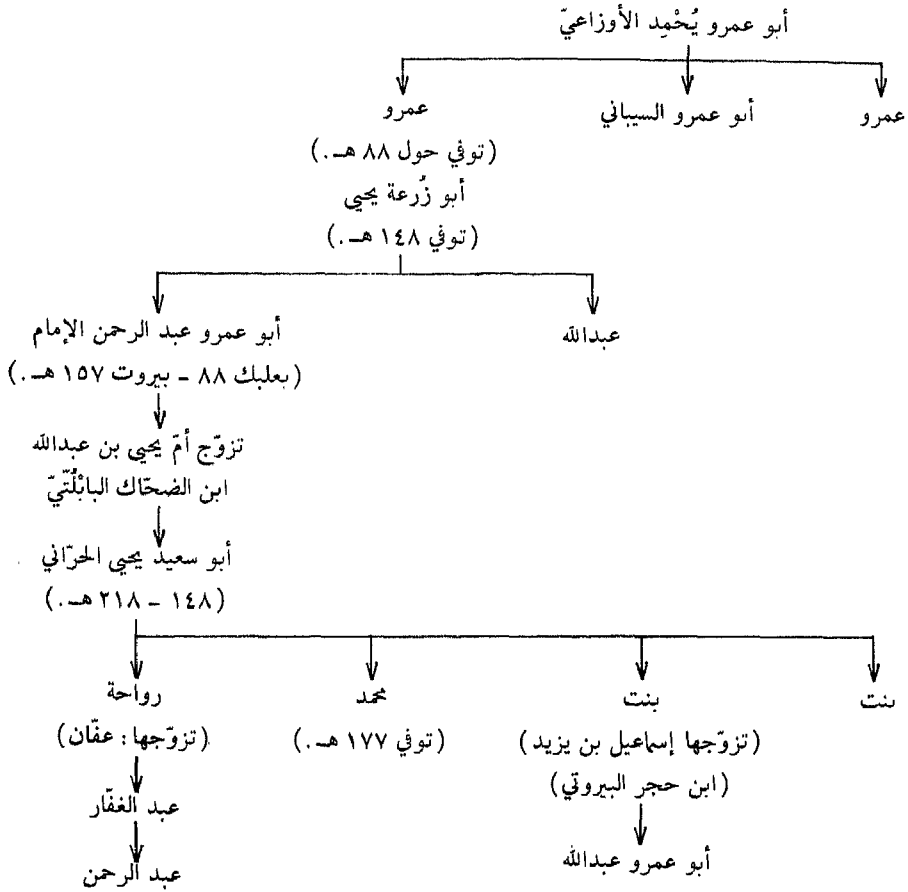 أبو عمرو يُحْمِد الأوزاعيّ
عمرو
أبو عمرو السيباني
عمرو
(توفي حول ٨٨ هـ.)
أبو زُرعة يحيى
(توفي ١٤٨ هـ.)
عبدالله
أبو عمرو عبد الرحمن الإمام
(بعلبك ٨٨ - بيروت ١٥٧ هـ.)
تزوّج أمّ يحيى بن عبدالله
ابن الضحّاك البابْلُتّيّ
أبو سعيد يحيى الحرّاني
(١٤٨ - ٢١٨ هـ.)
بنت
بنت
(تزوّجها إسماعيل بن يزيد)
(ابن حجر البيروتي)
أبو عمرو عبدالله
محمد
(توفي ١٧٧ هـ.)
رواحة
(تزوّجها: عفّان)
عبد الغفّار
عبد الرحمن